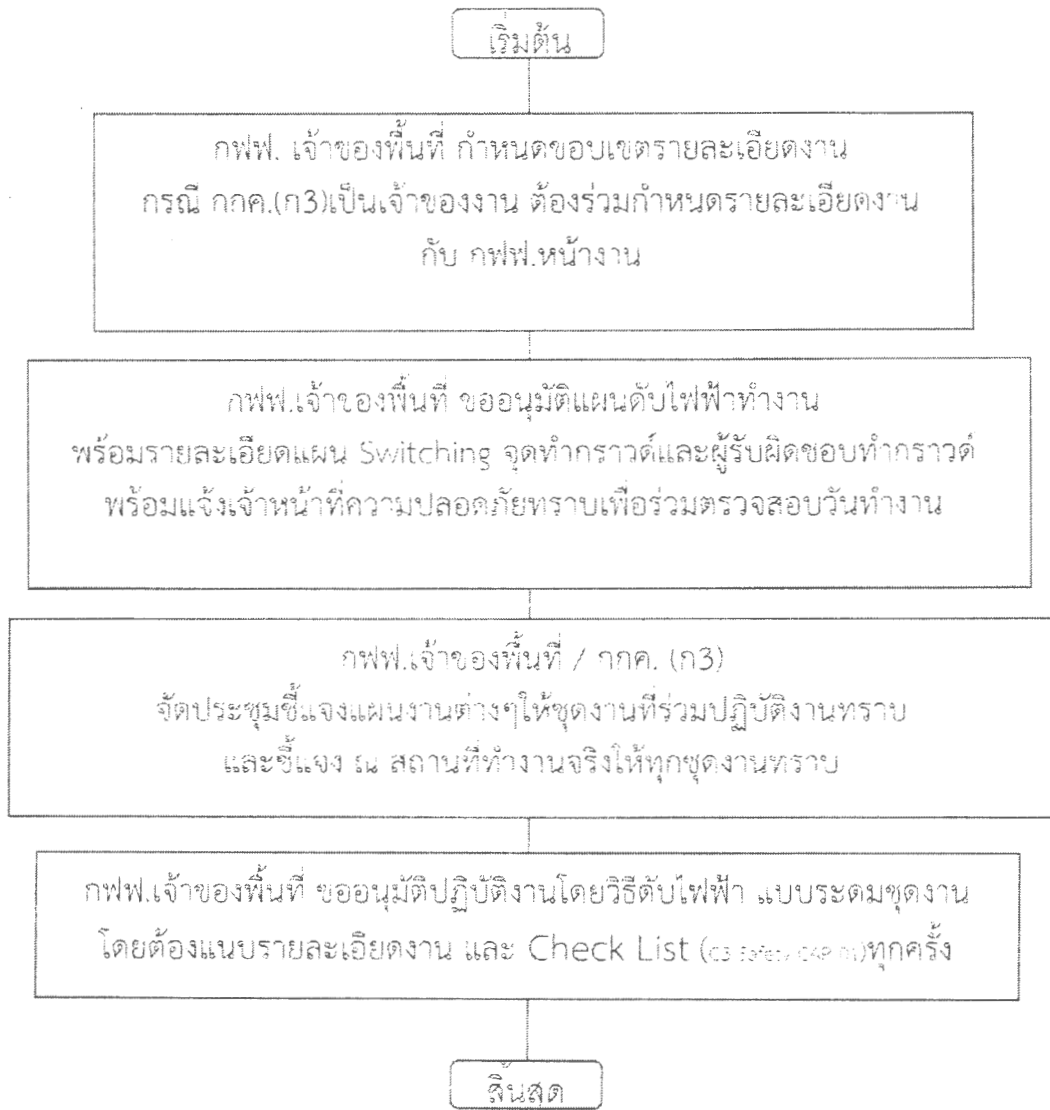 เริ่มต้น
กฟฟ. เจ้าของพื้นที่ กำหนดขอบเขตรายละเอียดงาน
กรณี กกค.(ก3)เป็นเจ้าของงาน ต้องร่วมกำหนดรายละเอียดงาน
กับ กฟฟ.หน้างาน
กฟฟ.เจ้าของพื้นที่ ขออนุมัติแผนดับไฟฟ้าทำงาน
พร้อมรายละเอียดแผน Switching จุดทำกราวด์และผู้รับผิดชอบทำกราวด์
พร้อมแจ้งเจ้าหน้าที่ความปลอดภัยทราบเพื่อร่วมตรวจสอบวันทำงาน
กฟฟ.เจ้าของพื้นที่ / กกค. (ก3)
จัดประชุมชี้แจงแผนงานต่างๆให้ชุดงานที่ร่วมปฏิบัติงานทราบ
และชี้แจง ณ สถานที่ทำงานจริงให้ทุกชุดงานทราบ
กฟฟ.เจ้าของพื้นที่ ขออนุมัติปฏิบัติงานโดยวิธีดับไฟฟ้า แบบระดมชุดงาน
โดยต้องแนบรายละเอียดงาน และ Check List ทุกครั้ง
สิ้นสุด